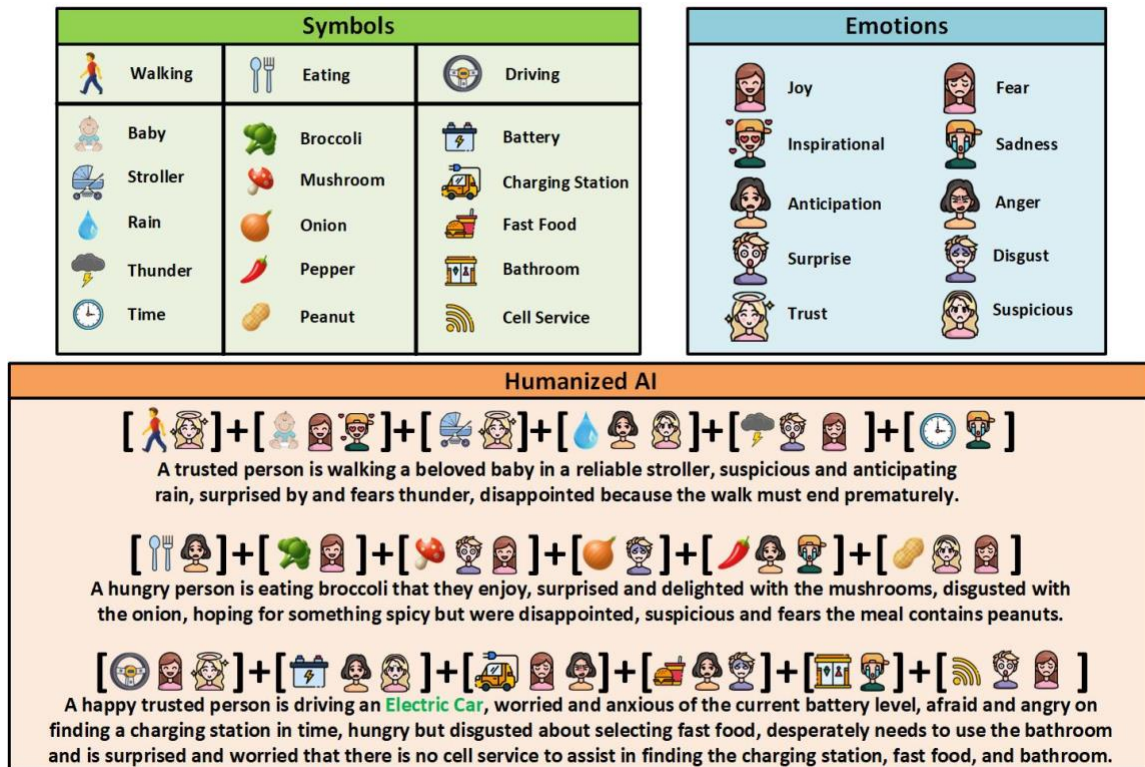 Symbols
Walking
Eating
Driving
Baby
Broccoli
Battery
Stroller
Mushroom
Charging Station
Rain
Onion
Fast Food
Thunder
Pepper
Bathroom
Time
Peanut
Cell Service
Emotions
Joy
Fear
Inspirational
Sadness
Anticipation
Anger
Surprise
Disgust
Trust
Suspicious
Humanized AI
[ ]+[ ]+[ ]+[ ]+[ ]+[ ]
A trusted person is walking a beloved baby in a reliable stroller, suspicious and anticipating
rain, surprised by and fears thunder, disappointed because the walk must end prematurely.
[ ]+[ ]+[ ]+[ ]+[ ]+[ ]
A hungry person is eating broccoli that they enjoy, surprised and delighted with the mushrooms, disgusted with
the onion, hoping for something spicy but were disappointed, suspicious and fears the meal contains peanuts.
[ ]+[ ]+[ ]+[ ]+[ ]+[ ]
A happy trusted person is driving an Electric Car, worried and anxious of the current battery level, afraid and angry on
finding a charging station in time, hungry but disgusted about selecting fast food, desperately needs to use the bathroom
and is surprised and worried that there is no cell service to assist in finding the charging station, fast food, and bathroom.